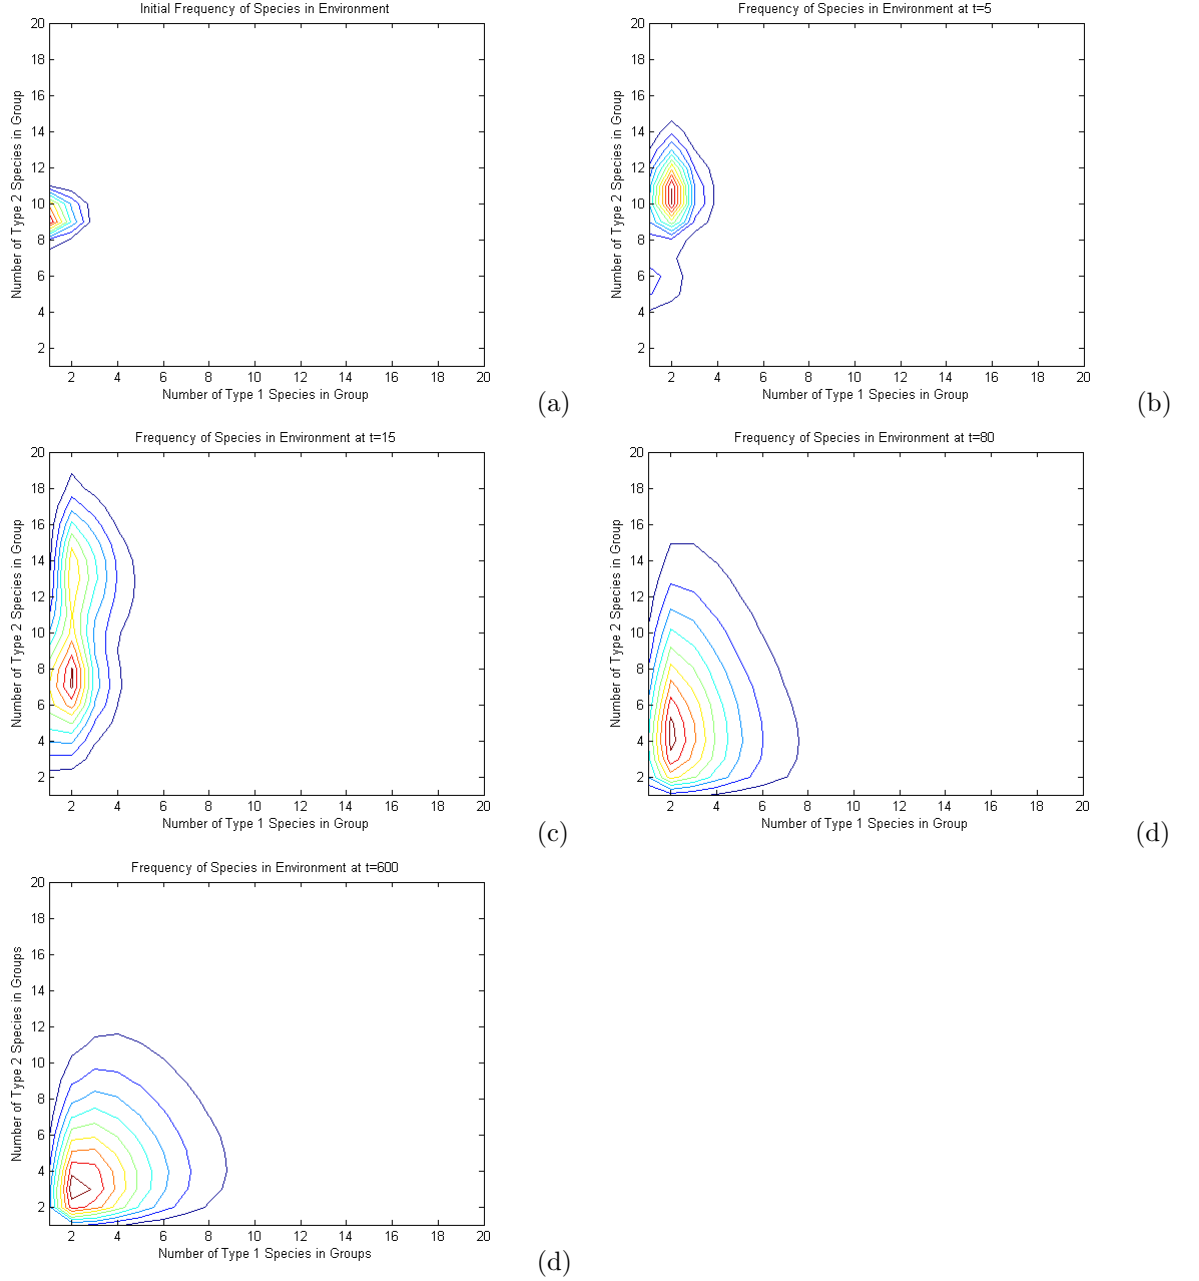 Initial Frequency of Species in Environment
20
18
16
14
12
10
8
6
4
2
Number of Type 2 Species in Group
2 4 6 8 10 12 14 16 18 20
Number of Type 1 Species in Group
(a)
Frequency of Species in Environment at t=5
20
18
16
14
12
10
8
6
4
2
Number of Type 2 Species in Group
2 4 6 8 10 12 14 16 18 20
Number of Type 1 Species in Group
(b)
Frequency of Species in Environment at t=15
20
18
16
14
12
10
8
6
4
2
Number of Type 2 Species in Group
2 4 6 8 10 12 14 16 18 20
Number of Type 1 Species in Group
(c)
Frequency of Species in Environment at t=80
20
18
16
14
12
10
8
6
4
2
Number of Type 2 Species in Group
2 4 6 8 10 12 14 16 18 20
Number of Type 1 Species in Group
(d)
Frequency of Species in Environment at t=600
20
18
16
14
12
10
8
6
4
2
Number of Type 2 Species in Groups
2 4 6 8 10 12 14 16 18 20
Number of Type 1 Species in Groups
(d)